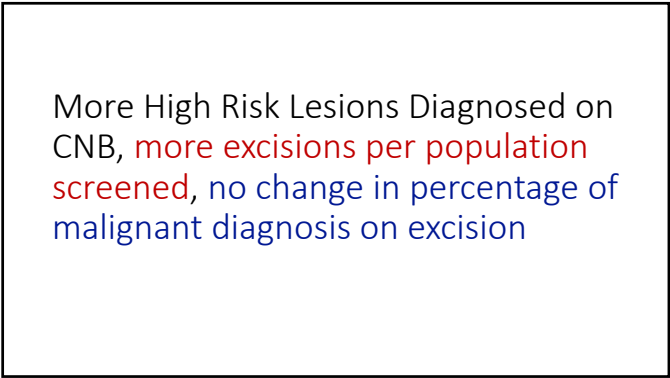 More High Risk Lesions Diagnosed on
CNB, more excisions per population
screened, no change in percentage of
malignant diagnosis on excision